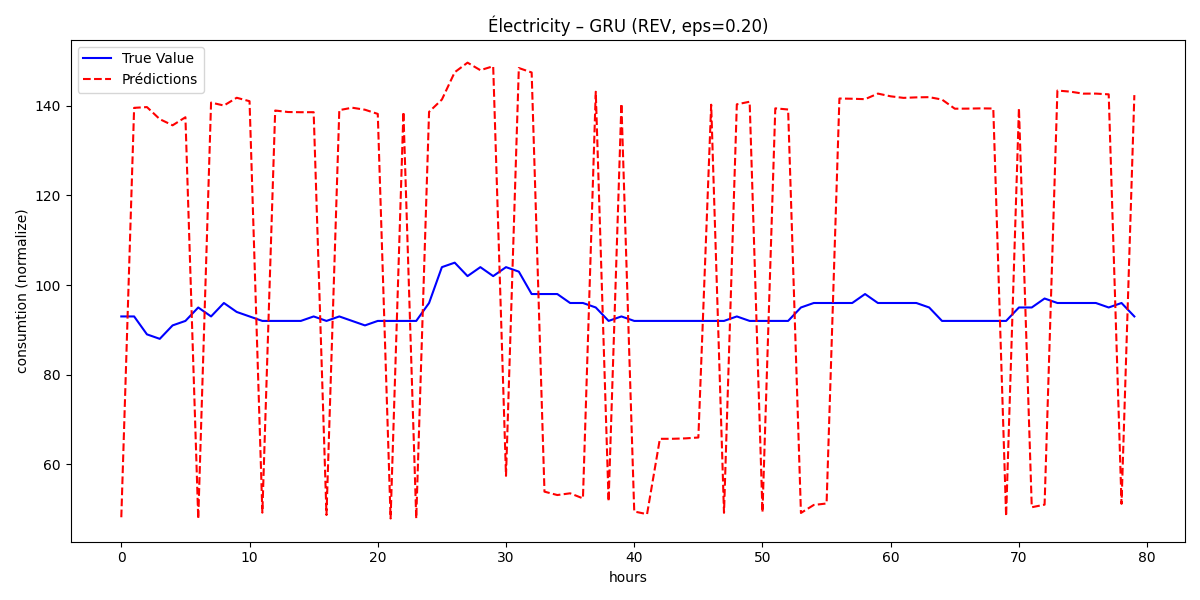 Électricity – GRU (REV, eps=0.20)
True Value
Prédictions
consumtion (normalize)
140
120
100
80
60
0 10 20 30 40 50 60 70 80
hours